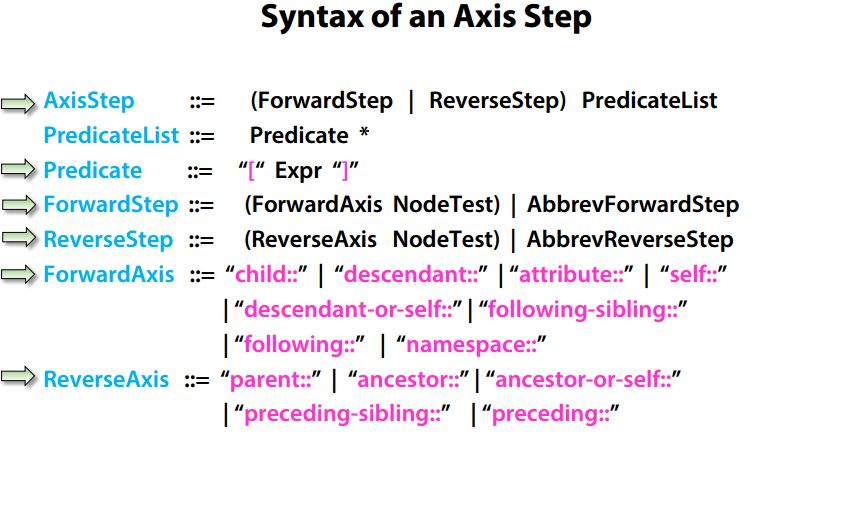 Syntax of an Axis Step
AxisStep ::= (ForwardStep | ReverseStep) PredicateList
PredicateList ::= Predicate *
Predicate ::= “[“ Expr “]”
ForwardStep ::= (ForwardAxis NodeTest) | AbbrevForwardStep
ReverseStep ::= (ReverseAxis NodeTest) | AbbrevReverseStep
ForwardAxis ::= “child::” | “descendant::” | “attribute::” | “self::”
| “descendant-or-self::” | “following-sibling::”
| “following::” | “namespace::”
ReverseAxis ::= “parent::” | “ancestor::” | “ancestor-or-self::”
| “preceding-sibling::” | “preceding::”